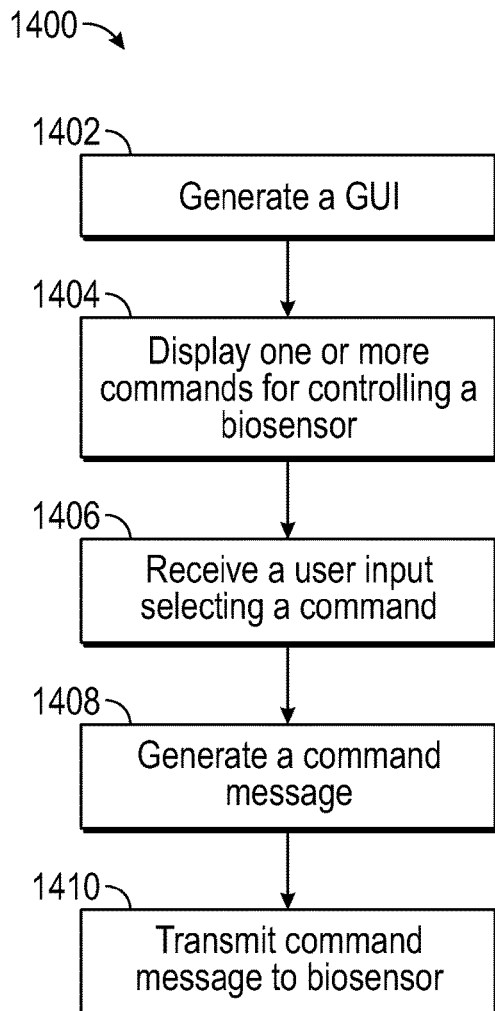 1400
1402
Generate a GUI
1404
Display one or more
commands for controlling a
biosensor
1406
Receive a user input
selecting a command
1408
Generate a command
message
1410
Transmit command
message to biosensor